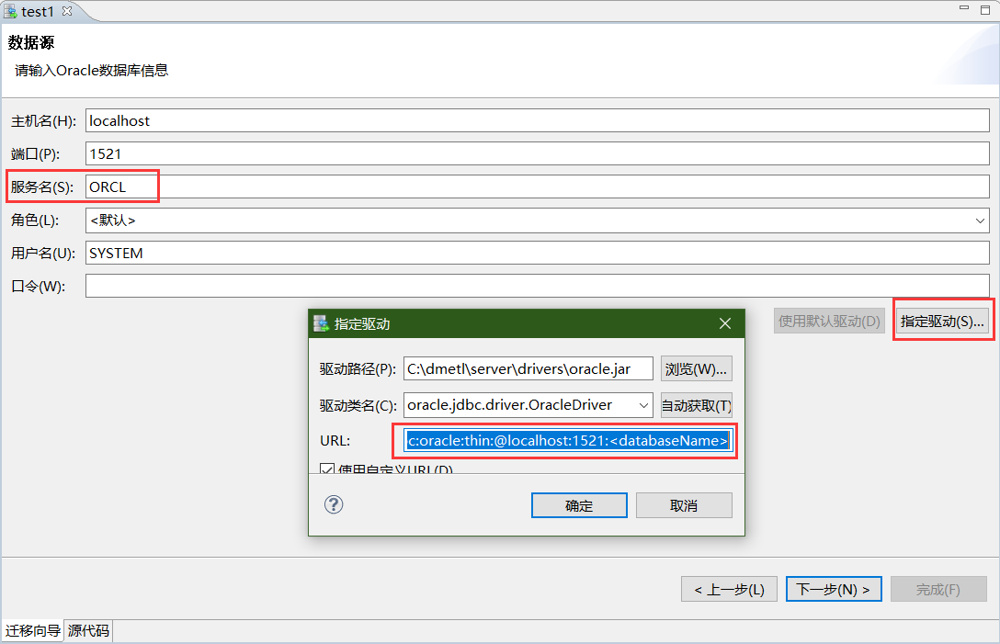 test1
数据源
请输入Oracle数据库信息
主机名(H): localhost
端口(P): 1521
服务名(S): ORCL
角色(L): <默认>
用户名(U): SYSTEM
口令(W):
使用默认驱动(D) 指定驱动(S)...
指定驱动
驱动路径(P): C:\dmetl\server\drivers\oracle.jar 浏览(W)...
驱动类名(C): oracle.jdbc.driver.OracleDriver 自动获取(T)
URL: c:oracle:thin:@localhost:1521:<databaseName>
使用自定义URL(D)
? 确定 取消
< 上一步(L) 下一步(N) > 完成(F)
迁移向导 源代码